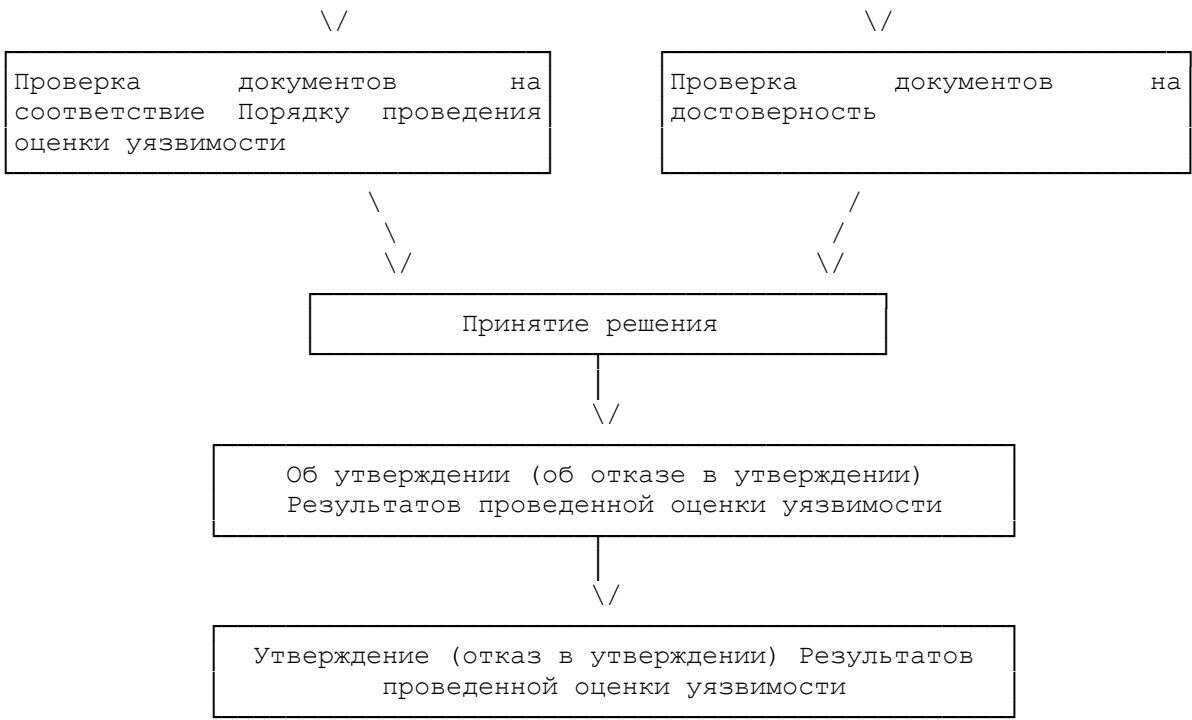 Проверка документов на
соответствие Порядку проведения
оценки уязвимости
Проверка документов на
достоверность
Принятие решения
Об утверждении (об отказе в утверждении)
Результатов проведенной оценки уязвимости
Утверждение (отказ в утверждении) Результатов
проведенной оценки уязвимости